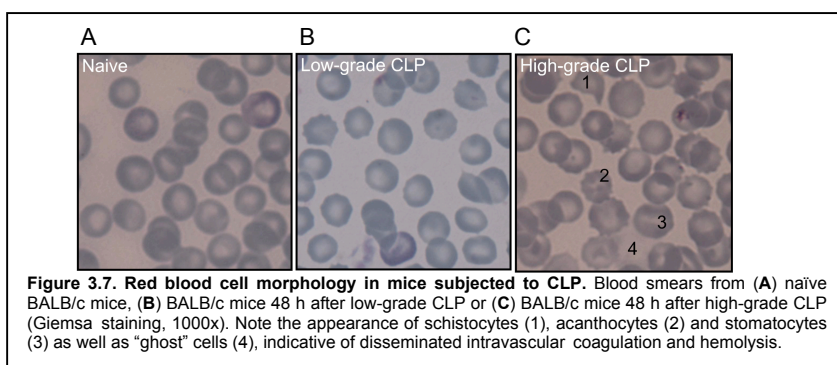 A
B
C
Naive
Low-grade CLP
High-grade CLP
1
2
3
4
Figure 3.7. Red blood cell morphology in mice subjected to CLP. Blood smears from (A) naïve
BALB/c mice, (B) BALB/c mice 48 h after low-grade CLP or (C) BALB/c mice 48 h after high-grade CLP
(Giemsa staining, 1000x). Note the appearance of schistocytes (1), acanthocytes (2) and stomatocytes
(3) as well as “ghost” cells (4), indicative of disseminated intravascular coagulation and hemolysis.